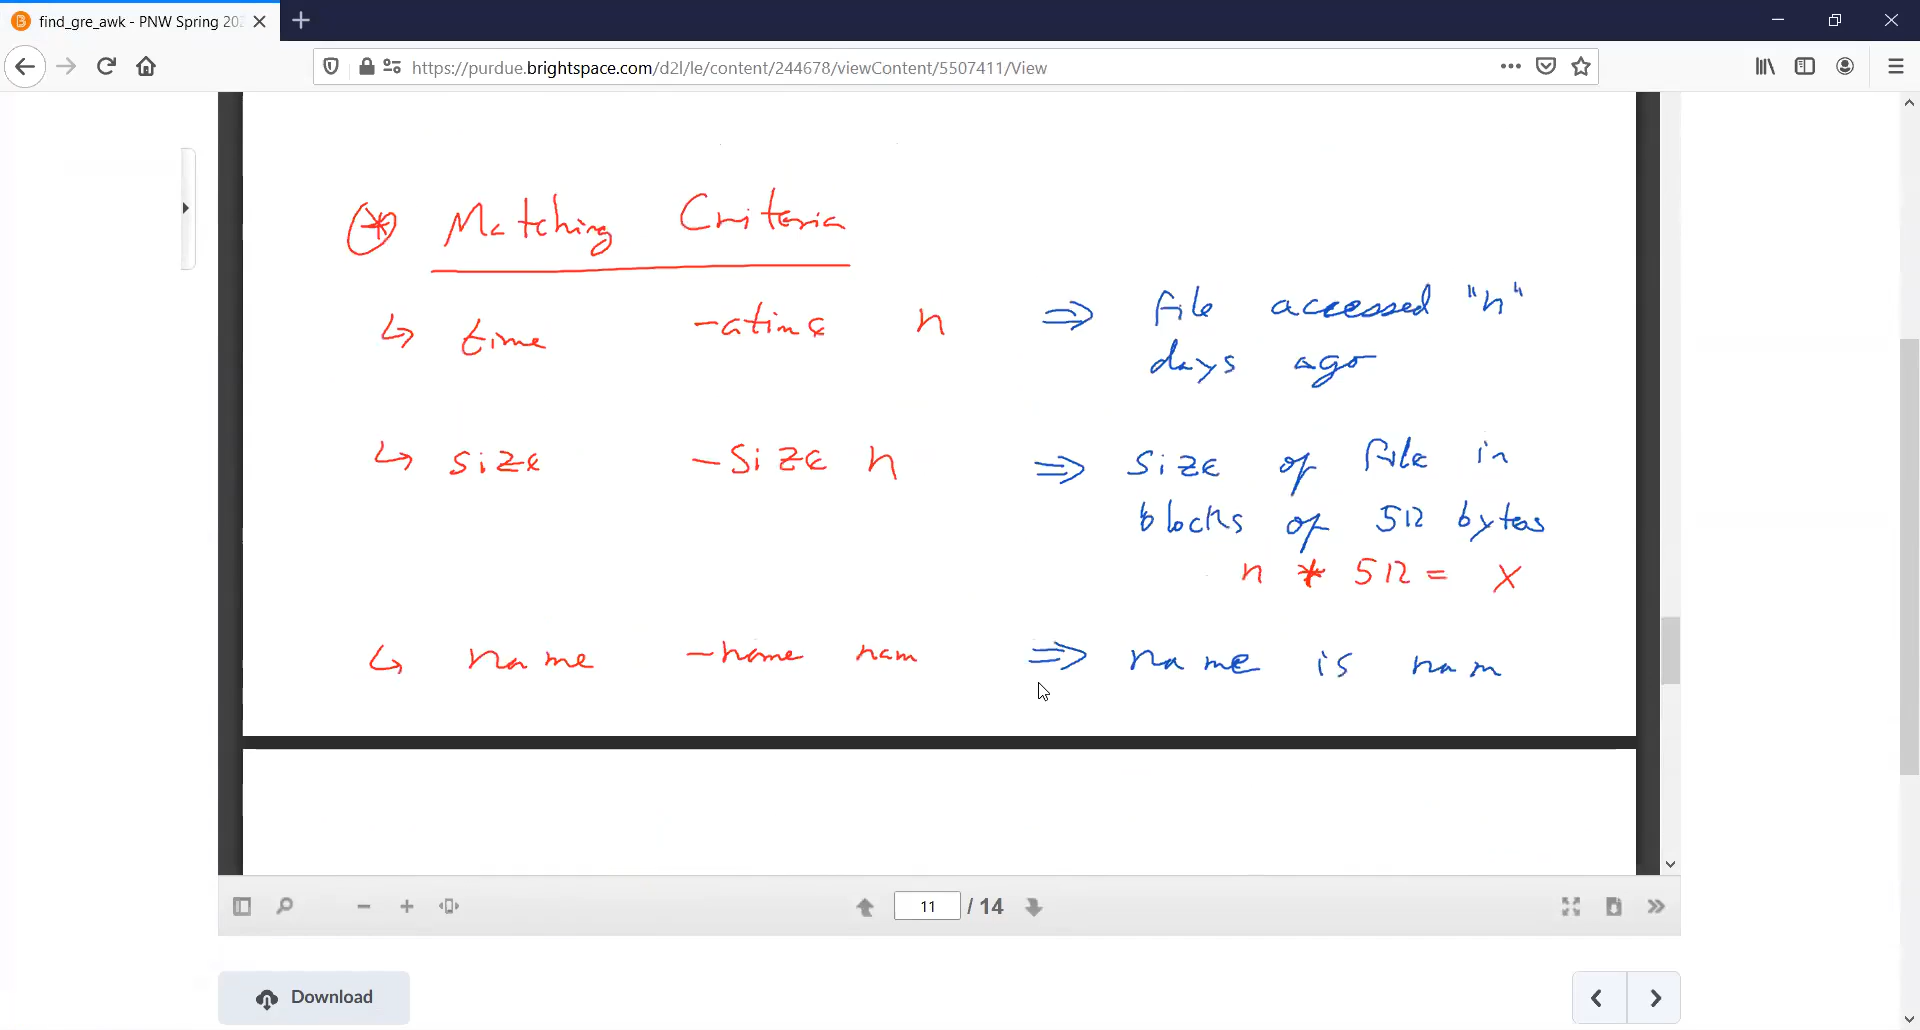 find_gre_awk - PNW Spring 202
https://purdue.brightspace.com/d2l/le/content/244678/viewContent/5507411/View
* Matching Criteria
↳ time -atime n ⇒ file accessed "n"
days ago
↳ size -size n ⇒ size of file in
blocks of 512 bytes
n * 512 = x
↳ name -name nam ⇒ name is nam
11 / 14
Download